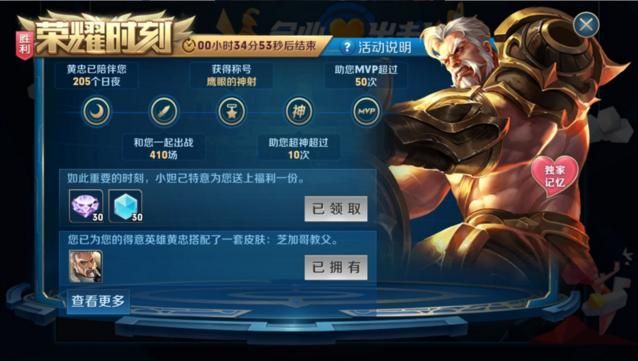 胜利
荣耀时刻
00小时34分53秒后结束
? 活动说明
黄忠已陪伴您
205个日夜
获得称号
鹰眼的神射
助您MVP超过
50次
神
MVP
和您一起出战
410场
助您超神超过
10次
独家
记忆
如此重要的时刻,小妲己特意为您送上福利一份。
30
30
已领取
您已为您的得意英雄黄忠搭配了一套皮肤:芝加哥教父。
已拥有
查看更多